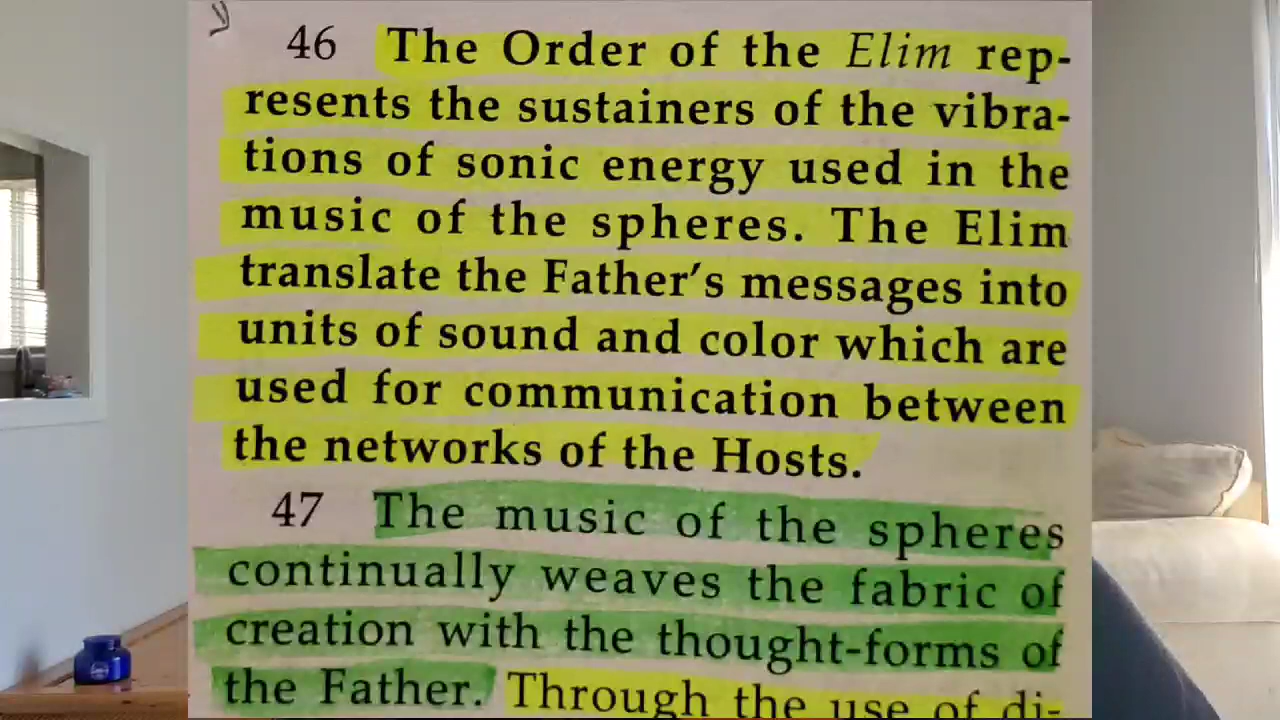 46 The Order of the Elim rep-
resents the sustainers of the vibra-
tions of sonic energy used in the
music of the spheres. The Elim
translate the Father's messages into
units of sound and color which are
used for communication between
the networks of the Hosts.
47 The music of the spheres
continually weaves the fabric of
creation with the thought-forms of
the Father. Through the use of di-